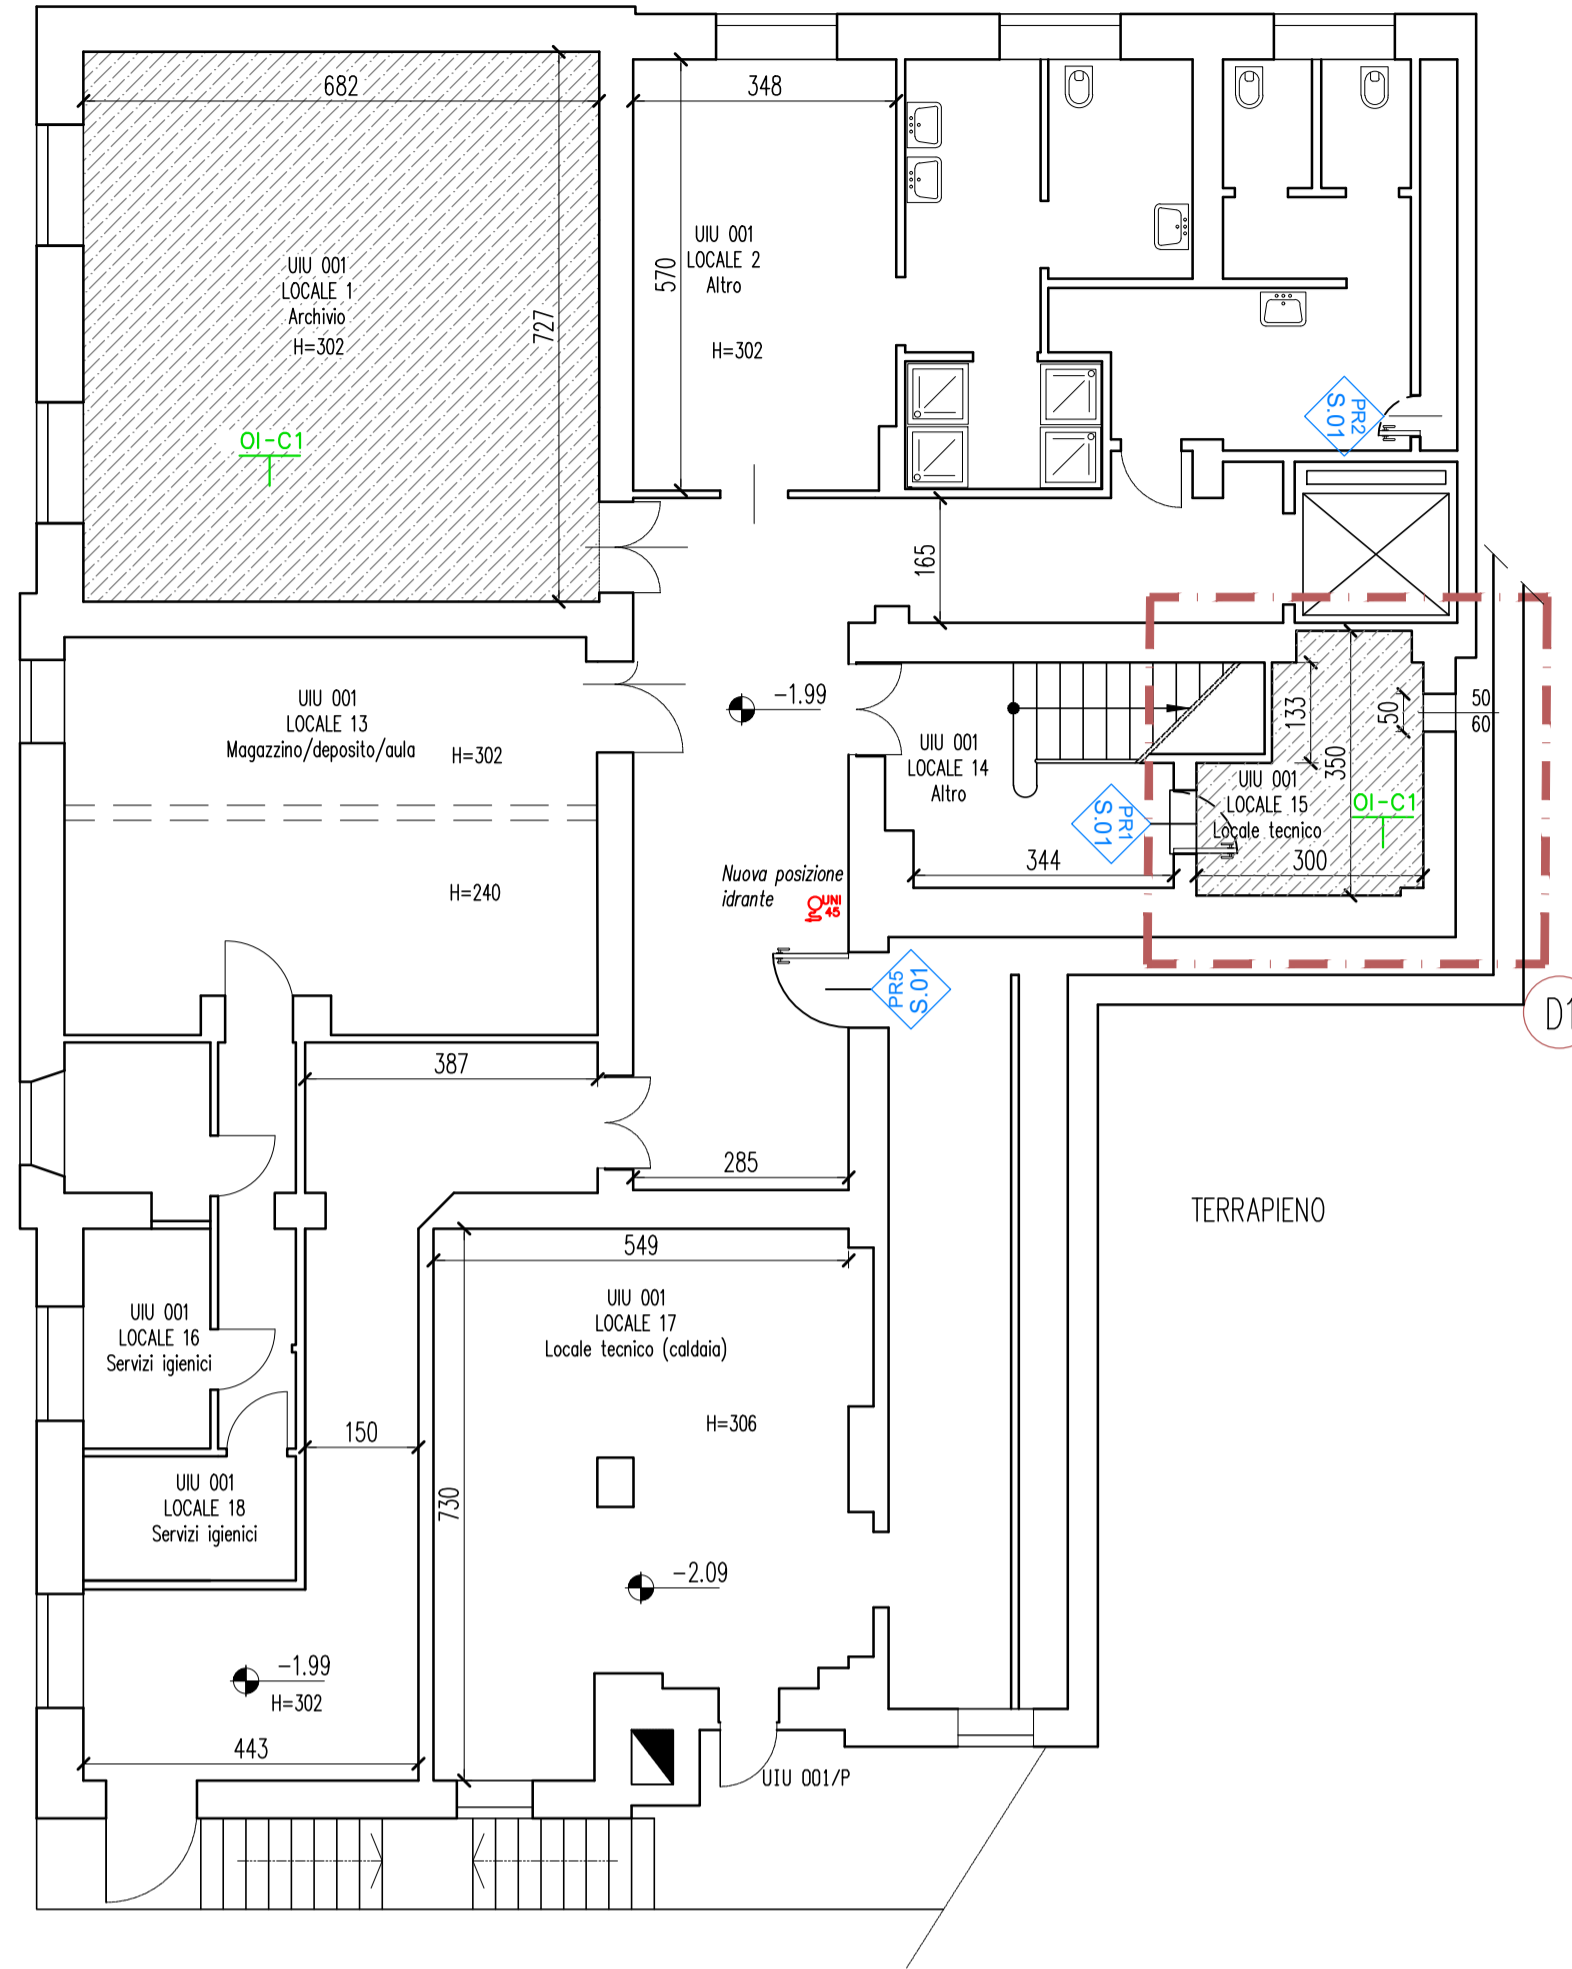 682
348
UIU 001
LOCALE 1
Archivio
H=302
727
OI-C1
570
UIU 001
LOCALE 2
Altro
H=302
PR2
S.01
165
UIU 001
LOCALE 13
Magazzino/deposito/aula
H=302
H=240
-1.99
UIU 001
LOCALE 14
Altro
344
PR1
S.01
133
350
50
50
60
UIU 001
LOCALE 15
Locale tecnico
OI-C1
300
Nuova posizione
idrante
UNI
45
PR5
S.01
D1
387
285
TERRAPIENO
549
UIU 001
LOCALE 17
Locale tecnico (caldaia)
H=306
730
-2.09
UIU 001
LOCALE 16
Servizi igienici
150
UIU 001
LOCALE 18
Servizi igienici
-1.99
H=302
443
UIU 001/P